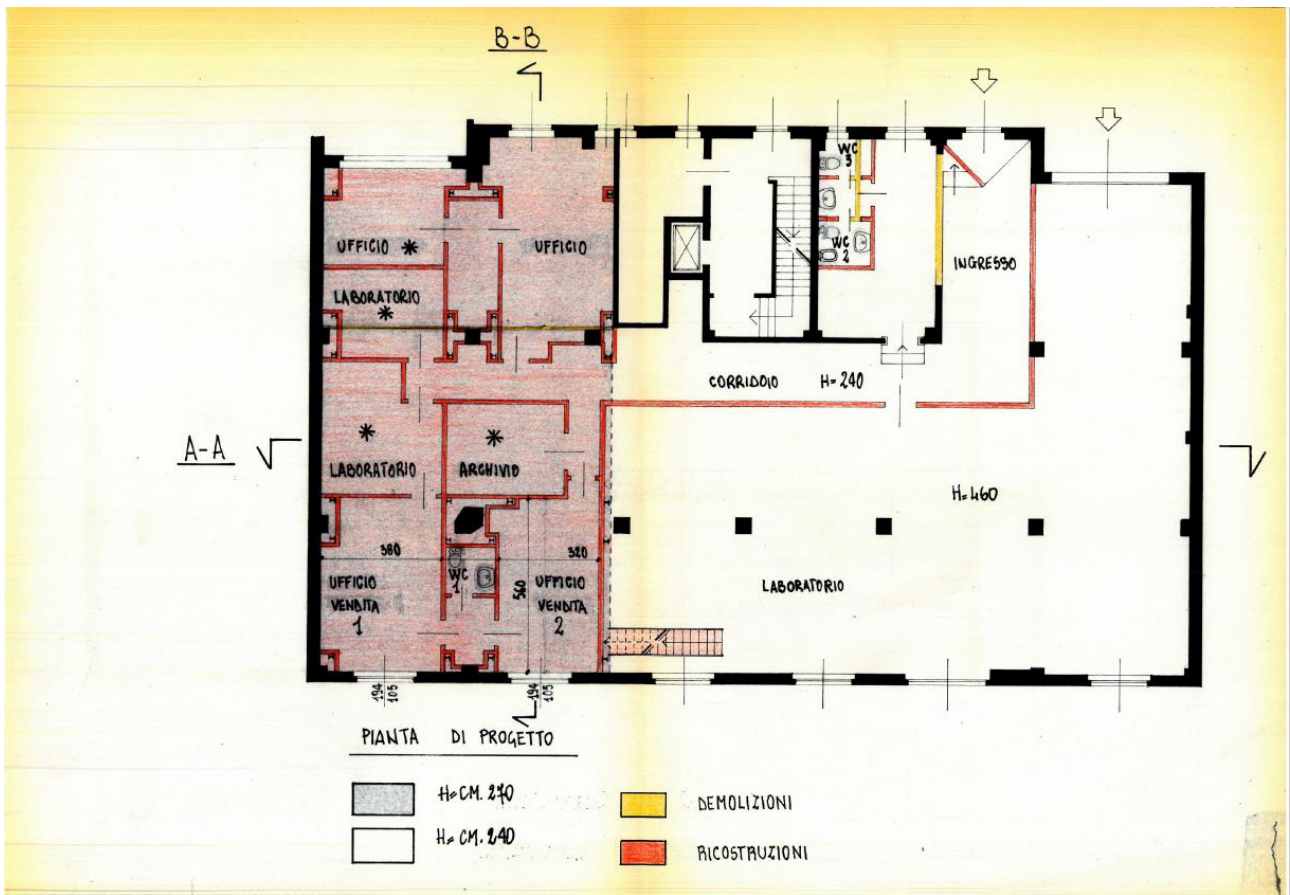 B-B
WC
3
UFFICIO *
UFFICIO
WC
2
INGRESSO
LABORATORIO
*
CORRIDOIO H=240
A-A
*
LABORATORIO
*
ARCHIVIO
H=460
380
320
WC
1
560
UFFICIO
VENDITA
1
UFFICIO
VENDITA
2
LABORATORIO
194
105
194
105
PIANTA DI PROGETTO
H=CM. 270
H=CM. 240
DEMOLIZIONI
RICOSTRUZIONI